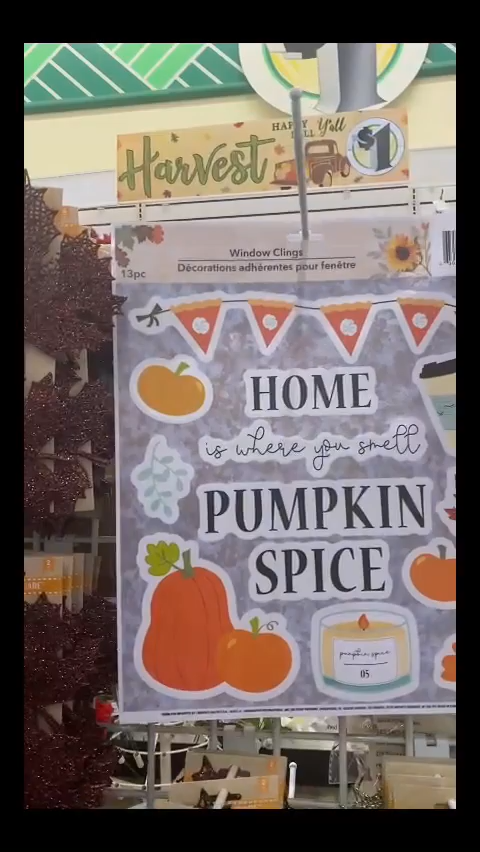 $1
HAPPY FALL Y'all
Harvest
$1
Window Clings
Décorations adhérentes pour fenêtre
13pc
HOME
is where you smell
PUMPKIN
SPICE
pumpkin spice
05